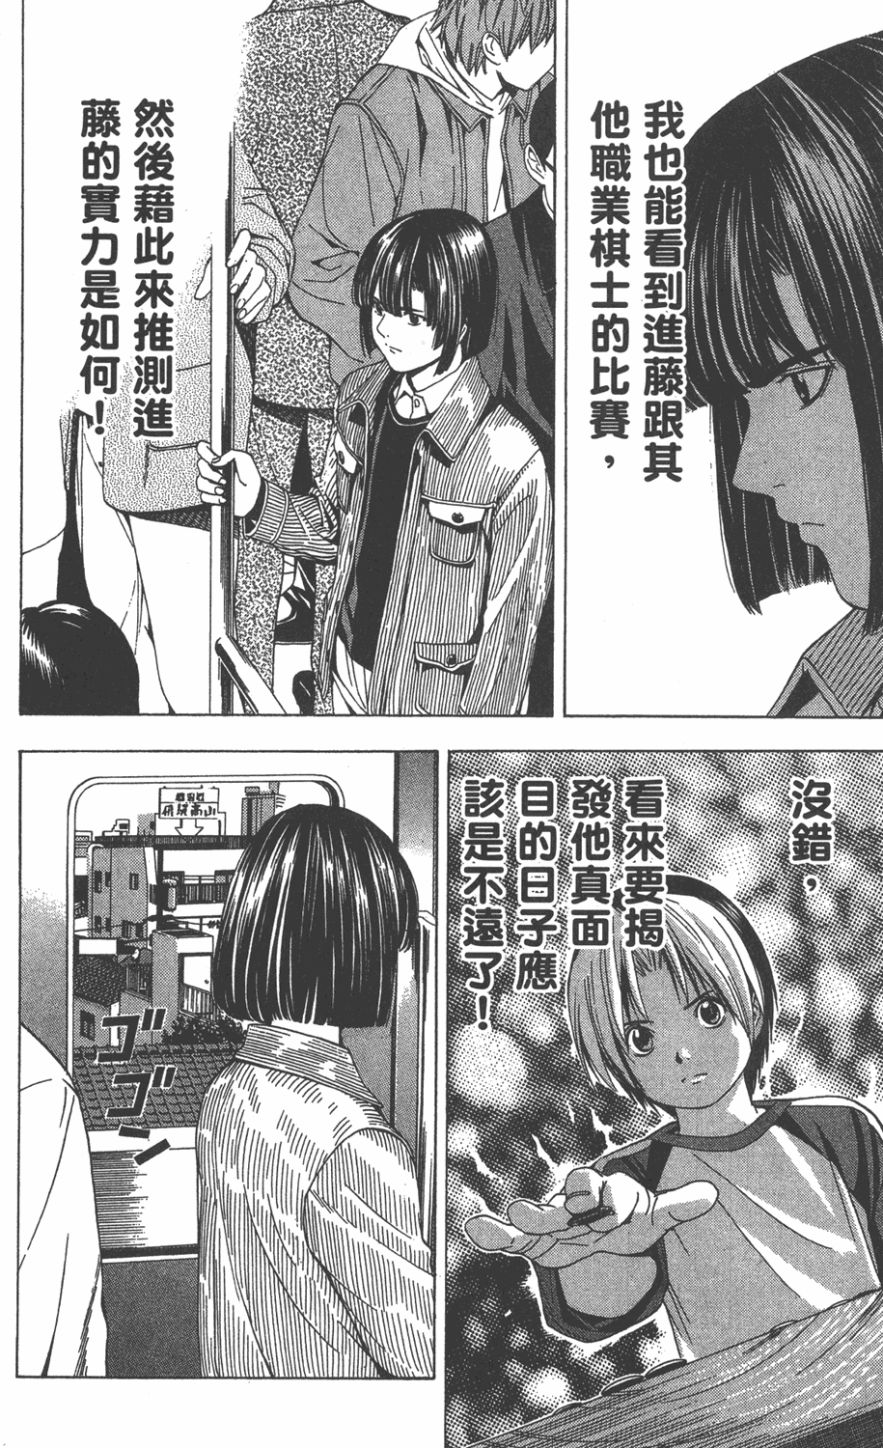 我也能看到進藤跟其
他職業棋士的比賽，
然後藉此來推測進
藤的實力是如何！
沒錯，
看來要揭
發他真面
目的日子應
該是不遠了！
ゴゴ